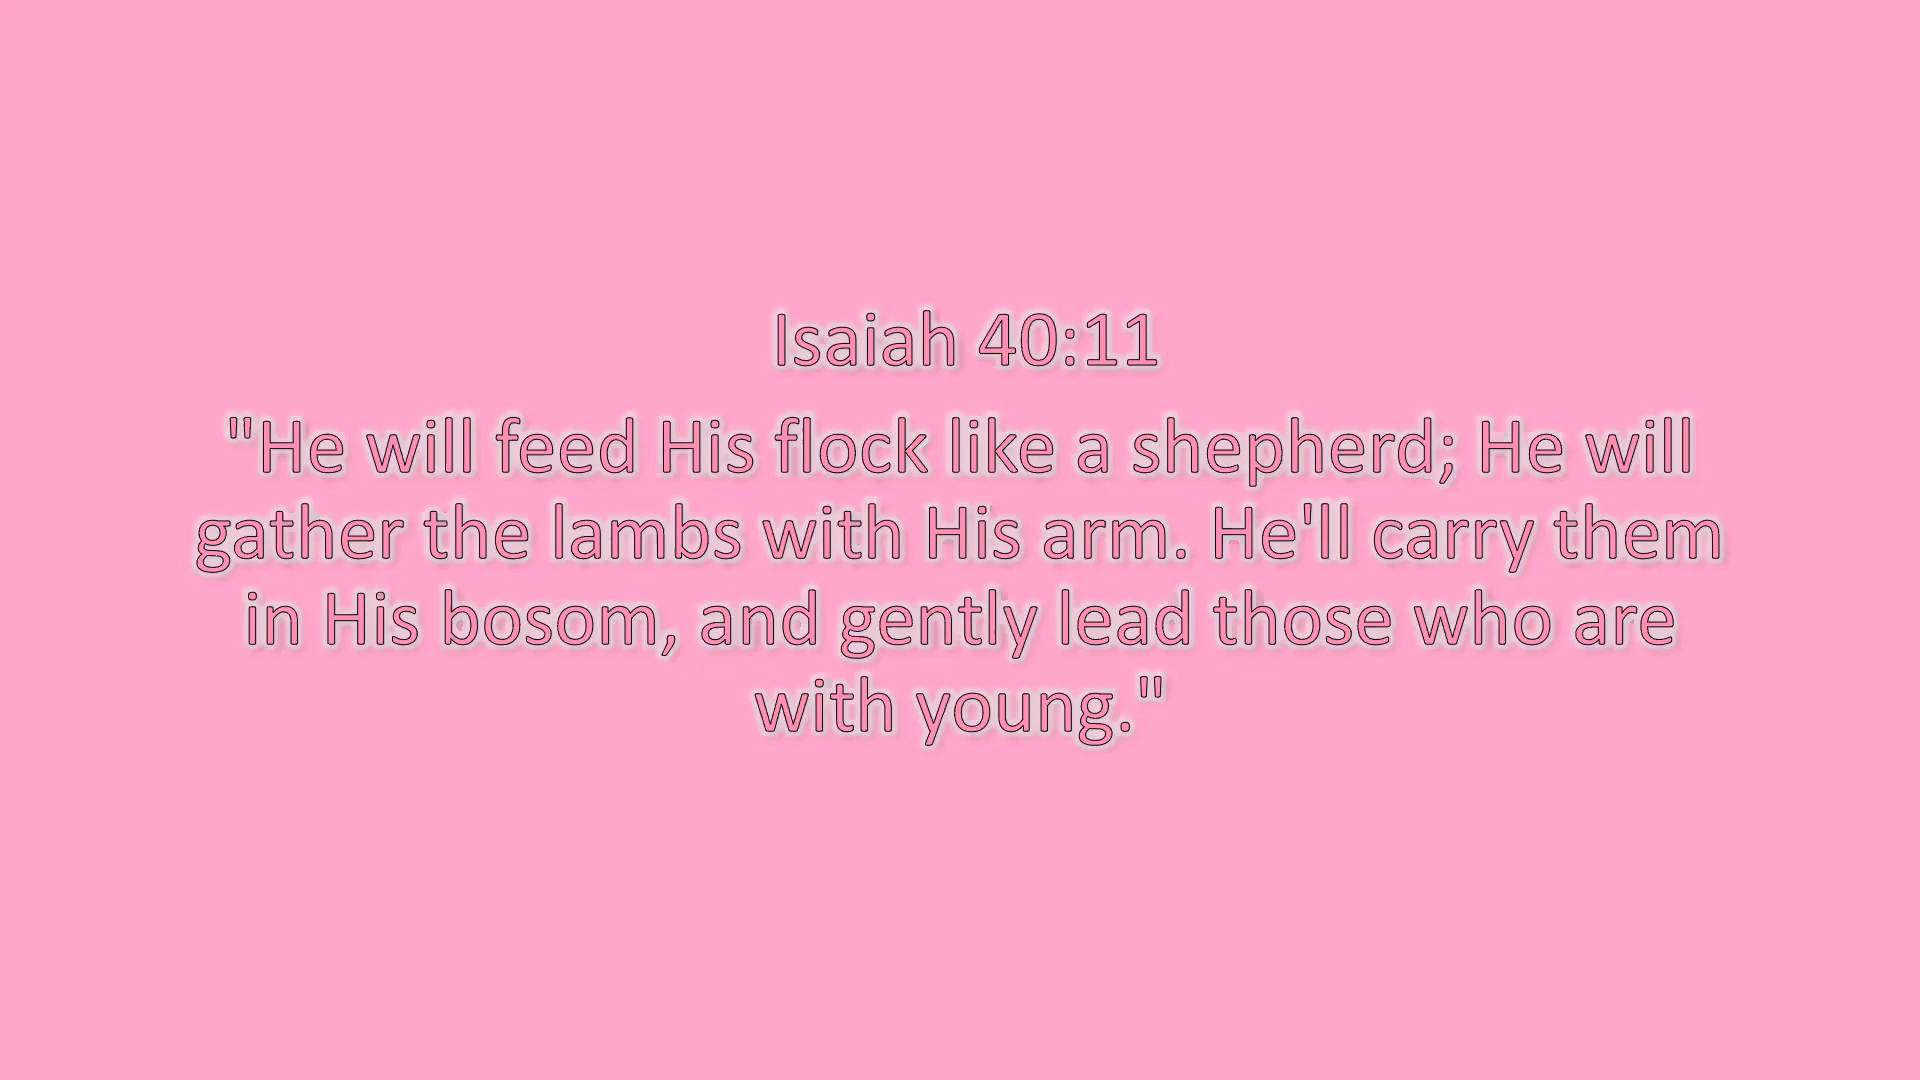 Isaiah 40:11
"He will feed His flock like a shepherd; He will
gather the lambs with His arm. He'll carry them
in His bosom, and gently lead those who are
with young."